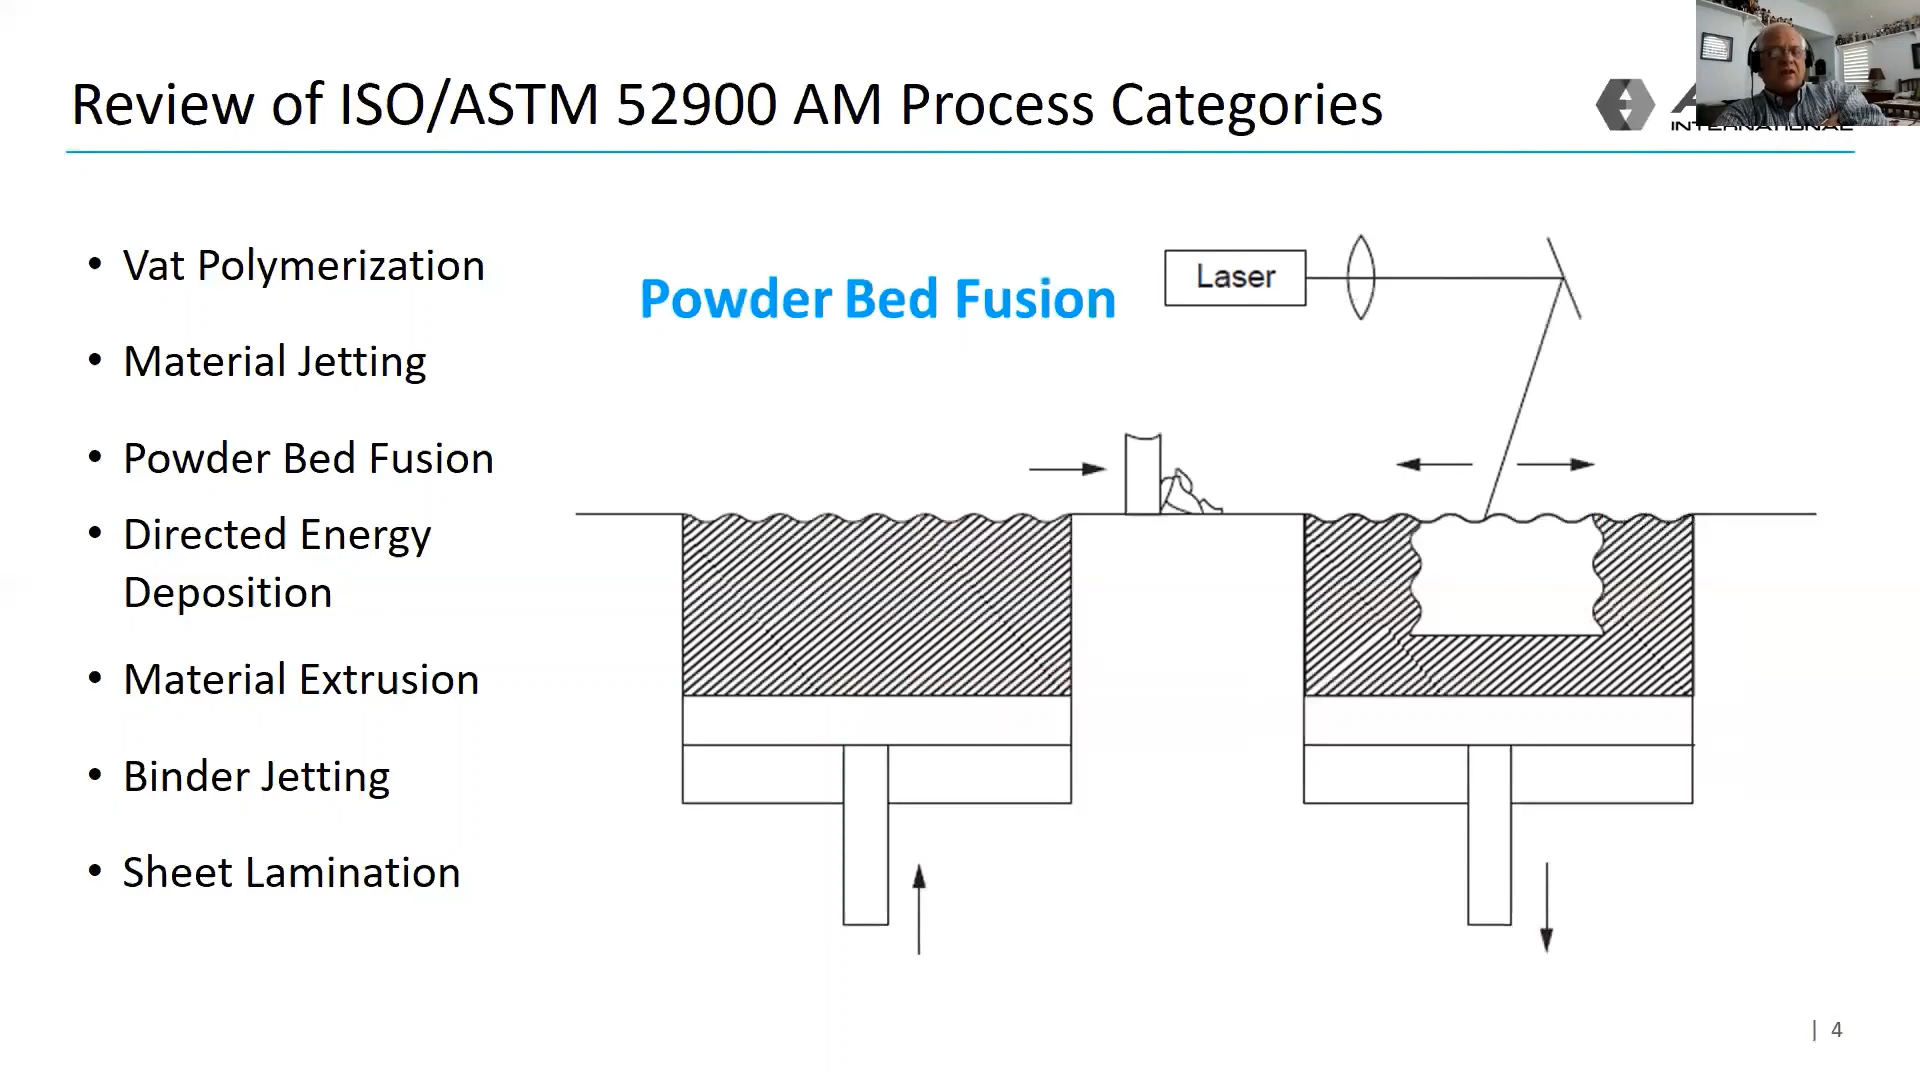 Review of ISO/ASTM 52900 AM Process Categories
• Vat Polymerization
• Material Jetting
• Powder Bed Fusion
• Directed Energy
Deposition
• Material Extrusion
• Binder Jetting
• Sheet Lamination
Powder Bed Fusion
Laser
INTERNATIONAL
| 4